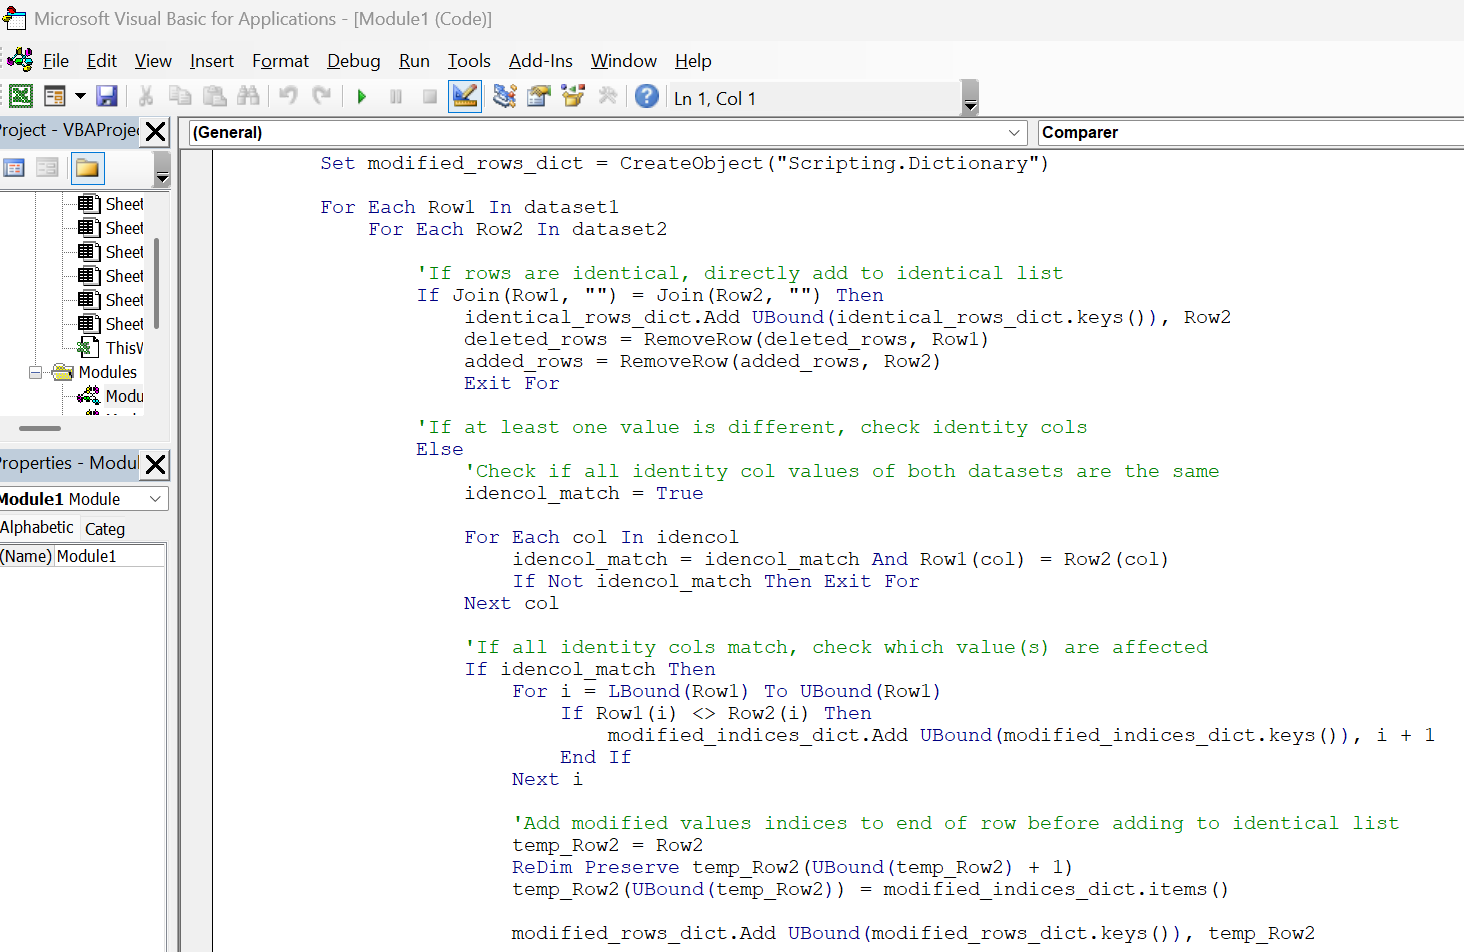 Microsoft Visual Basic for Applications - [Module1 (Code)]
File Edit View Insert Format Debug Run Tools Add-Ins Window Help
Ln 1, Col 1
Project - VBAProjec
(General)
Comparer
Sheet
Sheet
Sheet
Sheet
Sheet
Sheet
ThisW
Modules
Modu
Properties - Modul
Module1 Module
Alphabetic Categ
(Name) Module1
Set modified_rows_dict = CreateObject("Scripting.Dictionary")
For Each Row1 In dataset1
For Each Row2 In dataset2
'If rows are identical, directly add to identical list
If Join(Row1, "") = Join(Row2, "") Then
identical_rows_dict.Add UBound(identical_rows_dict.keys()), Row2
deleted_rows = RemoveRow(deleted_rows, Row1)
added_rows = RemoveRow(added_rows, Row2)
Exit For
'If at least one value is different, check identity cols
Else
'Check if all identity col values of both datasets are the same
idencol_match = True
For Each col In idencol
idencol_match = idencol_match And Row1(col) = Row2(col)
If Not idencol_match Then Exit For
Next col
'If all identity cols match, check which value(s) are affected
If idencol_match Then
For i = LBound(Row1) To UBound(Row1)
If Row1(i) <> Row2(i) Then
modified_indices_dict.Add UBound(modified_indices_dict.keys()), i + 1
End If
Next i
'Add modified values indices to end of row before adding to identical list
temp_Row2 = Row2
ReDim Preserve temp_Row2(UBound(temp_Row2) + 1)
temp_Row2(UBound(temp_Row2)) = modified_indices_dict.items()
modified_rows_dict.Add UBound(modified_rows_dict.keys()), temp_Row2